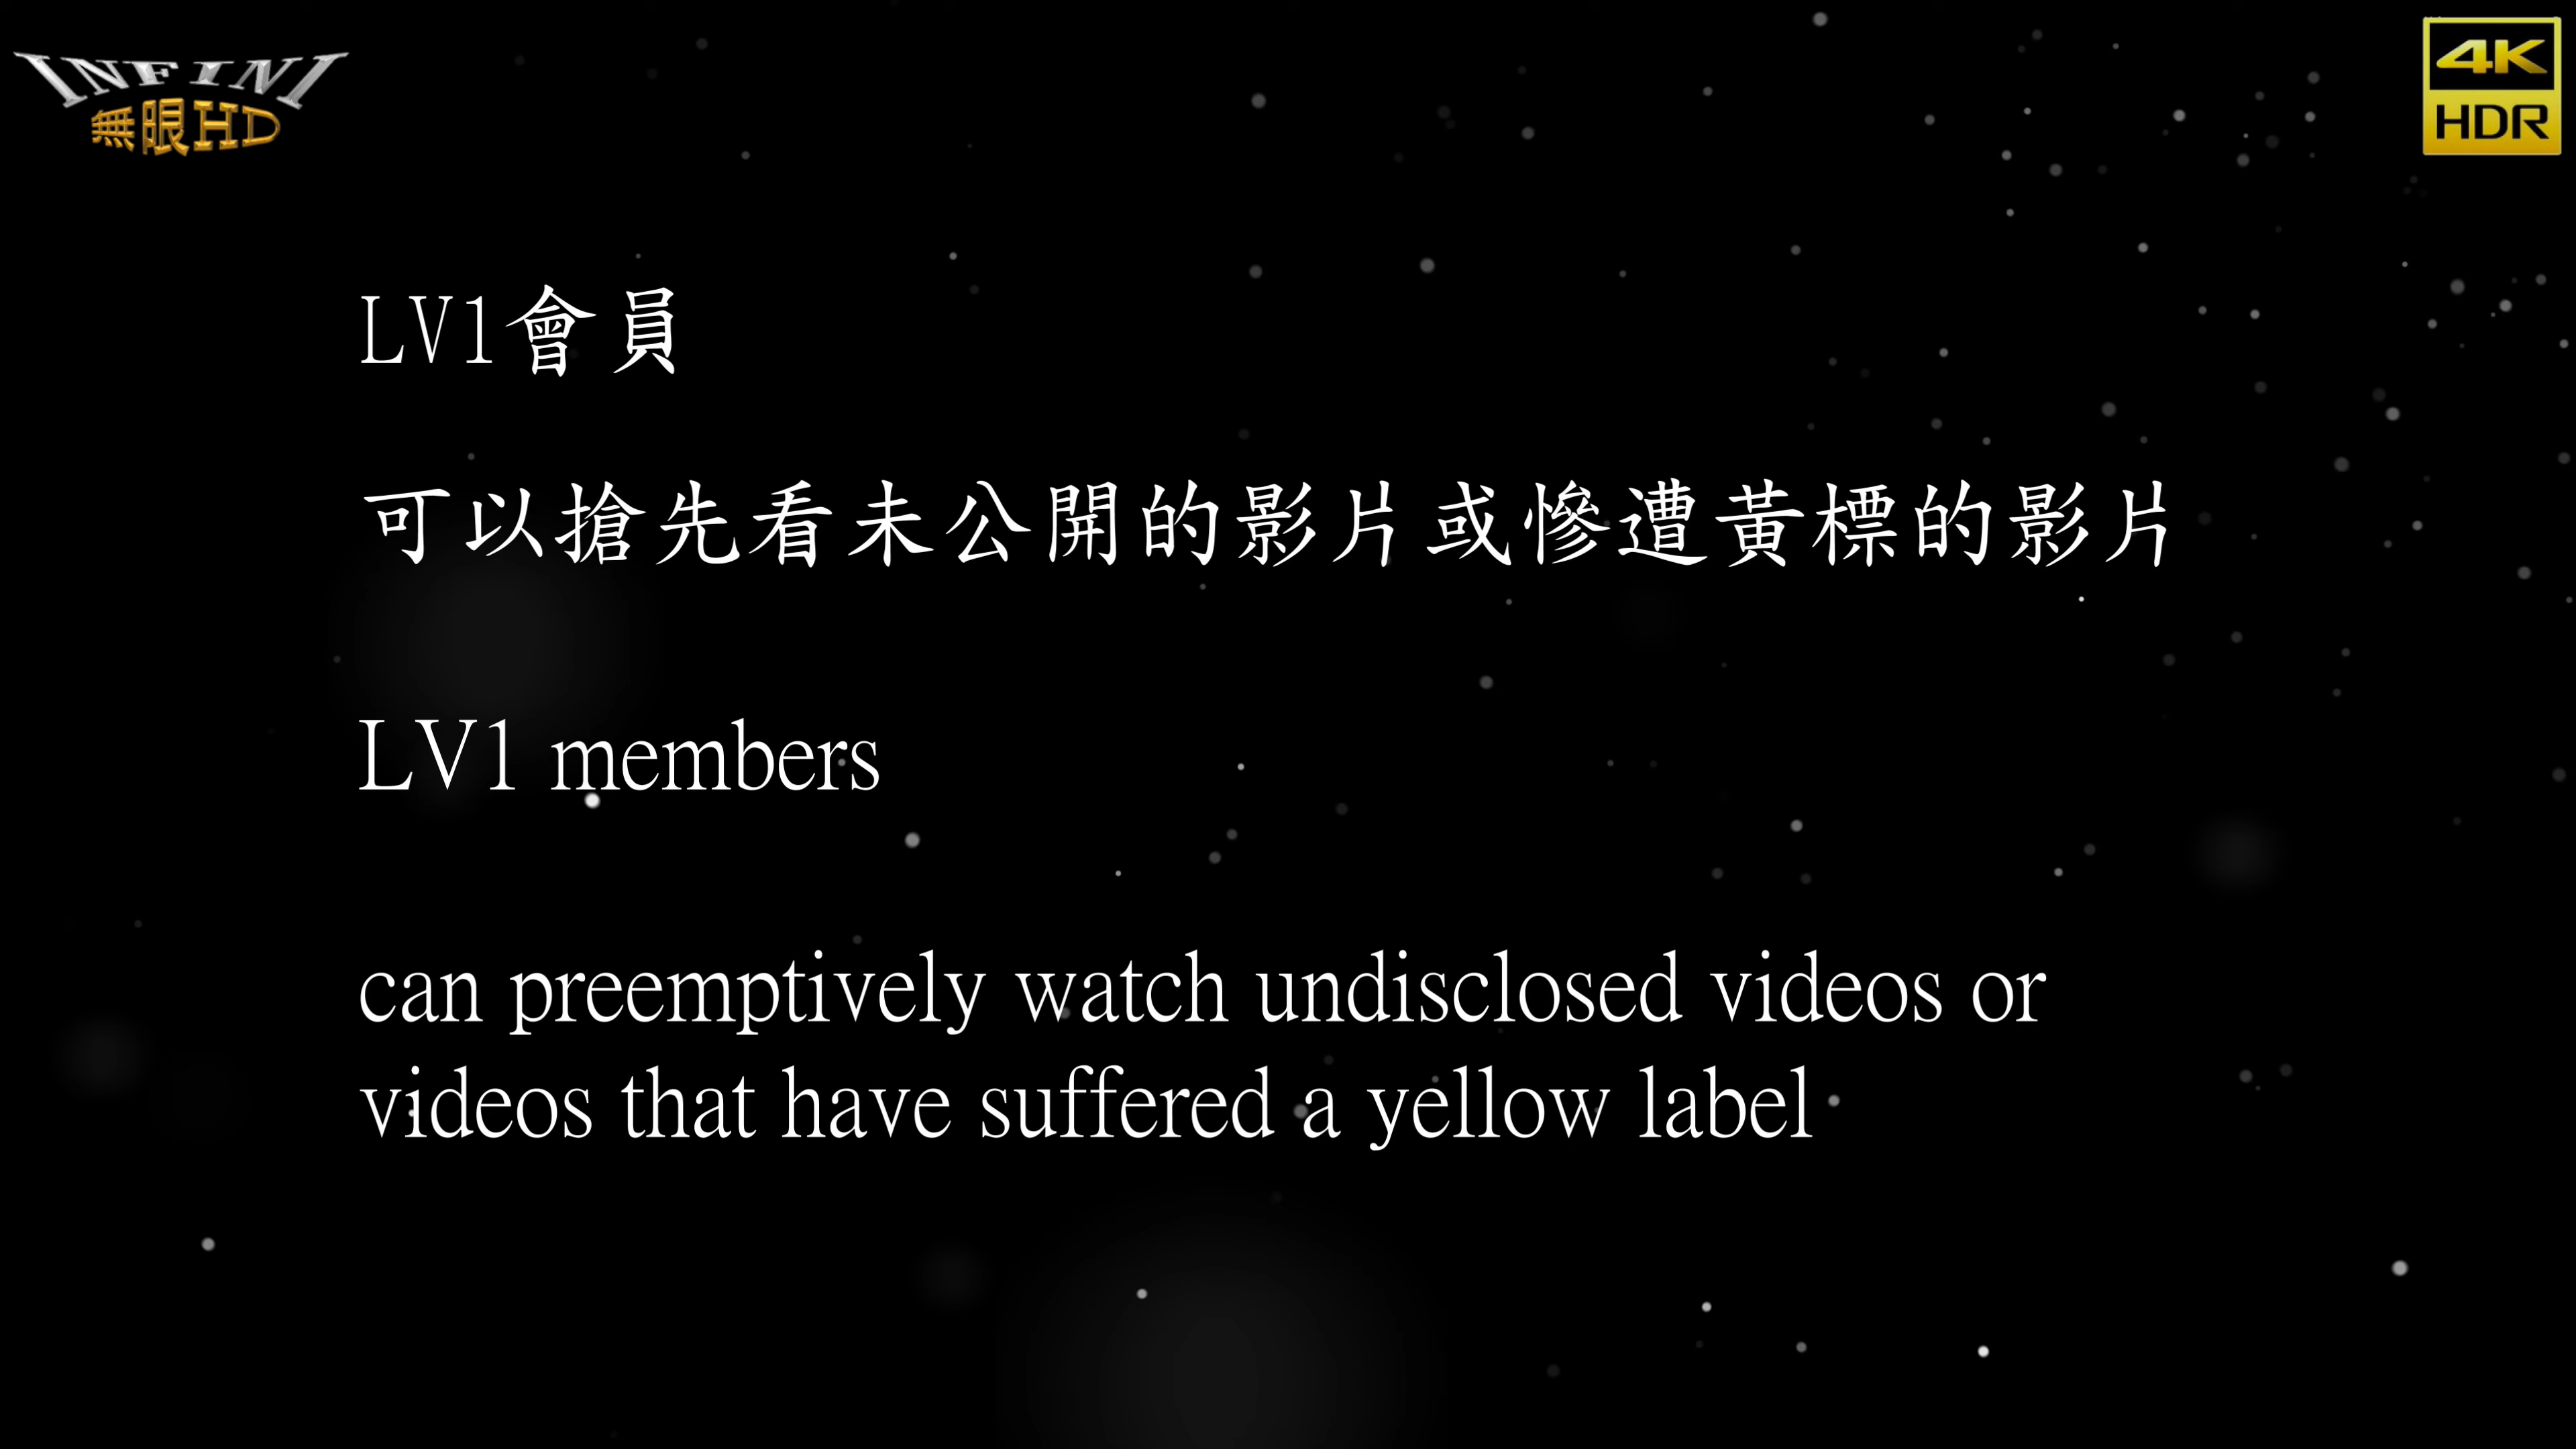 INFINI
無限HD
4K
HDR
LV1會員
可以搶先看未公開的影片或慘遭黃標的影片
LV1 members
can preemptively watch undisclosed videos or
videos that have suffered a yellow label